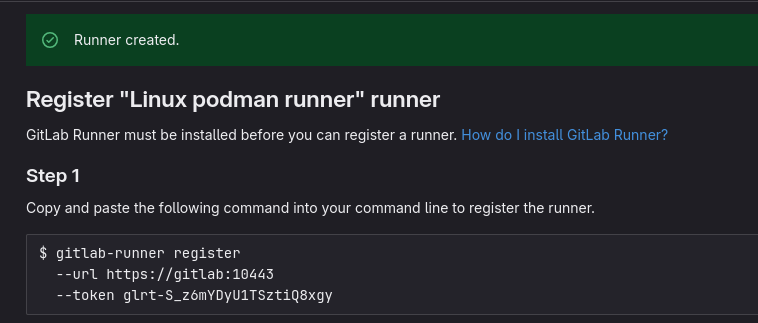 Runner created.
Register "Linux podman runner" runner
GitLab Runner must be installed before you can register a runner. How do I install GitLab Runner?
Step 1
Copy and paste the following command into your command line to register the runner.
$ gitlab-runner register
--url https://gitlab:10443
--token glrt-S_z6mYDyU1TSztiQ8xgy